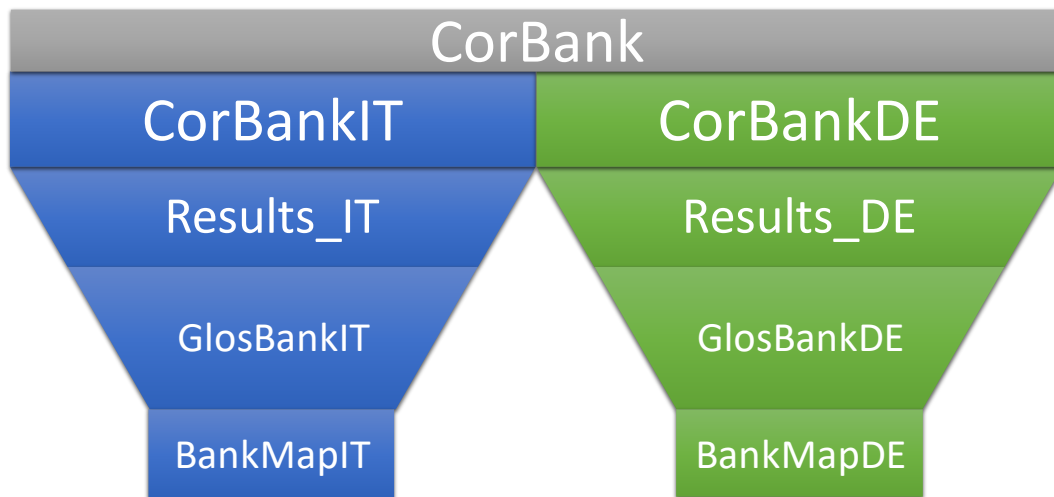 CorBank
CorBankIT
CorBankDE
Results_IT
Results_DE
GlosBankIT
GlosBankDE
BankMapIT
BankMapDE